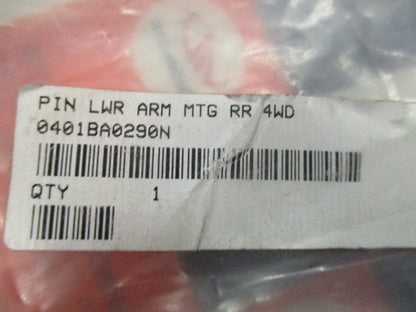 PIN LWR ARM MTG RR 4WD
0401BA0290N
QTY 1